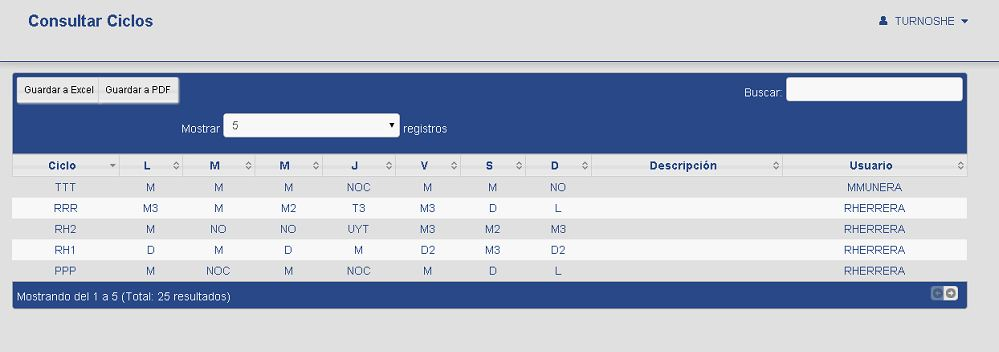 Consultar Ciclos
TURNOSHE
Guardar a Excel Guardar a PDF
Buscar:
Mostrar 5 registros
Ciclo L M M J V S D Descripción Usuario
TTT M M M NOC M M NO MMUNERA
RRR M3 M M2 T3 M3 D L RHERRERA
RH2 M NO NO UYT M3 M2 M3 RHERRERA
RH1 D M D M D2 M3 D2 RHERRERA
PPP M NOC M NOC M D L RHERRERA
Mostrando del 1 a 5 (Total: 25 resultados)